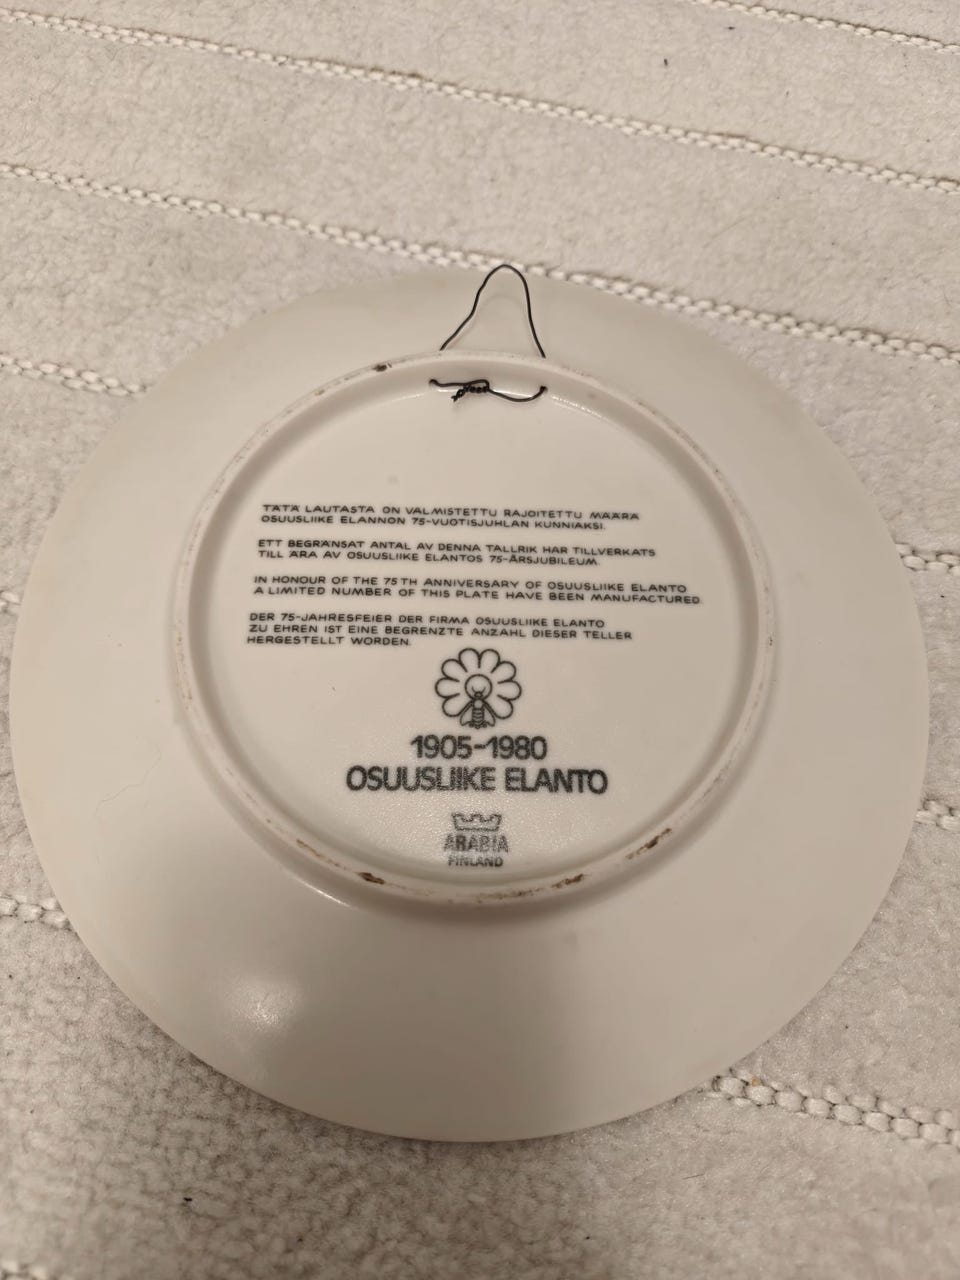 TÄTÄ LAUTASTA ON VALMISTETTU RAJOITETTU MÄÄRÄ
OSUUSLIIKE ELANNON 75-VUOTISJUHLAN KUNNIAKSI.
ETT BEGRÄNSAT ANTAL AV DENNA TALLRIK HAR TILLVERKATS
TILL ÄRA AV OSUUSLIIKE ELANTOS 75-ÅRSJUBILEUM.
IN HONOUR OF THE 75TH ANNIVERSARY OF OSUUSLIIKE ELANTO
A LIMITED NUMBER OF THIS PLATE HAVE BEEN MANUFACTURED.
DER 75-JAHRESFEIER DER FIRMA OSUUSLIIKE ELANTO
ZU EHREN IST EINE BEGRENZTE ANZAHL DIESER TELLER
HERGESTELLT WORDEN.
1905-1980
OSUUSLIIKE ELANTO
ARABIA
FINLAND